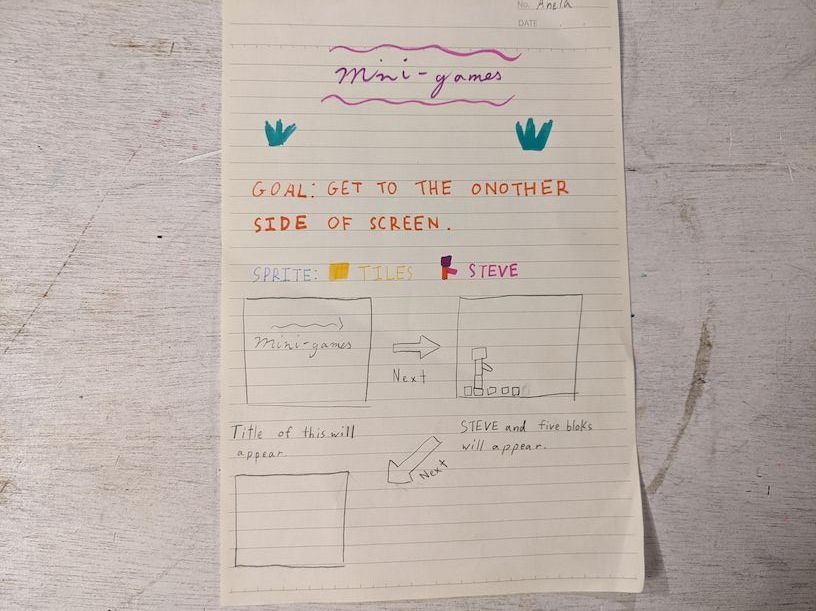 No. Anela
DATE
Mini-games
GOAL: GET TO THE ONOTHER
SIDE OF SCREEN.
SPRITE: TILES STEVE
Mini-games
Next
Title of this will
appear.
STEVE and five bloks
will appear.
Next